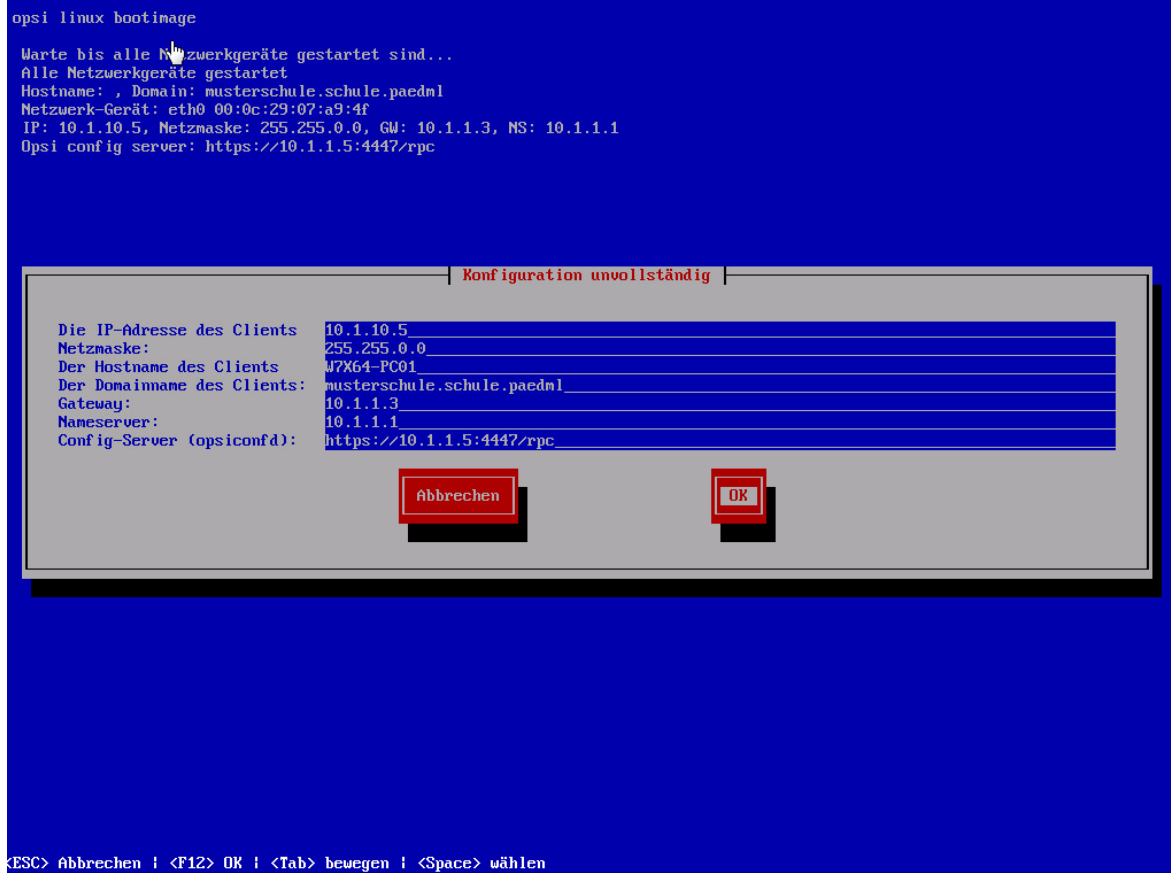 opsi linux bootimage
Warte bis alle Netzwerkgeräte gestartet sind...
Alle Netzwerkgeräte gestartet
Hostname: , Domain: musterschule.schule.paedml
Netzwerk-Gerät: eth0 00:0c:29:07:a9:4f
IP: 10.1.10.5, Netzmaske: 255.255.0.0, GW: 10.1.1.3, NS: 10.1.1.1
Opsi config server: https://10.1.1.5:4447/rpc
Konfiguration unvollständig
Die IP-Adresse des Clients 10.1.10.5
Netzmaske: 255.255.0.0
Der Hostname des Clients W7X64-PC01
Der Domainname des Clients: musterschule.schule.paedml
Gateway: 10.1.1.3
Nameserver: 10.1.1.1
Config-Server (opsiconfd): https://10.1.1.5:4447/rpc
Abbrechen OK
<ESC> Abbrechen | <F12> OK | <Tab> bewegen | <Space> wählen